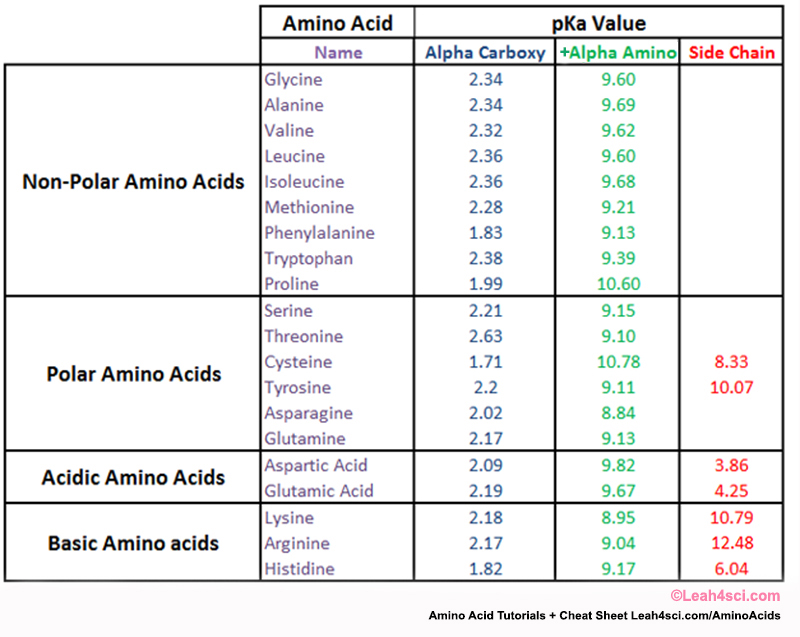 Amino Acid pKa Value
Name Alpha Carboxy +Alpha Amino Side Chain
Non-Polar Amino Acids
Glycine 2.34 9.60
Alanine 2.34 9.69
Valine 2.32 9.62
Leucine 2.36 9.60
Isoleucine 2.36 9.68
Methionine 2.28 9.21
Phenylalanine 1.83 9.13
Tryptophan 2.38 9.39
Proline 1.99 10.60
Polar Amino Acids
Serine 2.21 9.15
Threonine 2.63 9.10
Cysteine 1.71 10.78 8.33
Tyrosine 2.2 9.11 10.07
Asparagine 2.02 8.84
Glutamine 2.17 9.13
Acidic Amino Acids
Aspartic Acid 2.09 9.82 3.86
Glutamic Acid 2.19 9.67 4.25
Basic Amino acids
Lysine 2.18 8.95 10.79
Arginine 2.17 9.04 12.48
Histidine 1.82 9.17 6.04
©Leah4sci.com
Amino Acid Tutorials + Cheat Sheet Leah4sci.com/AminoAcids